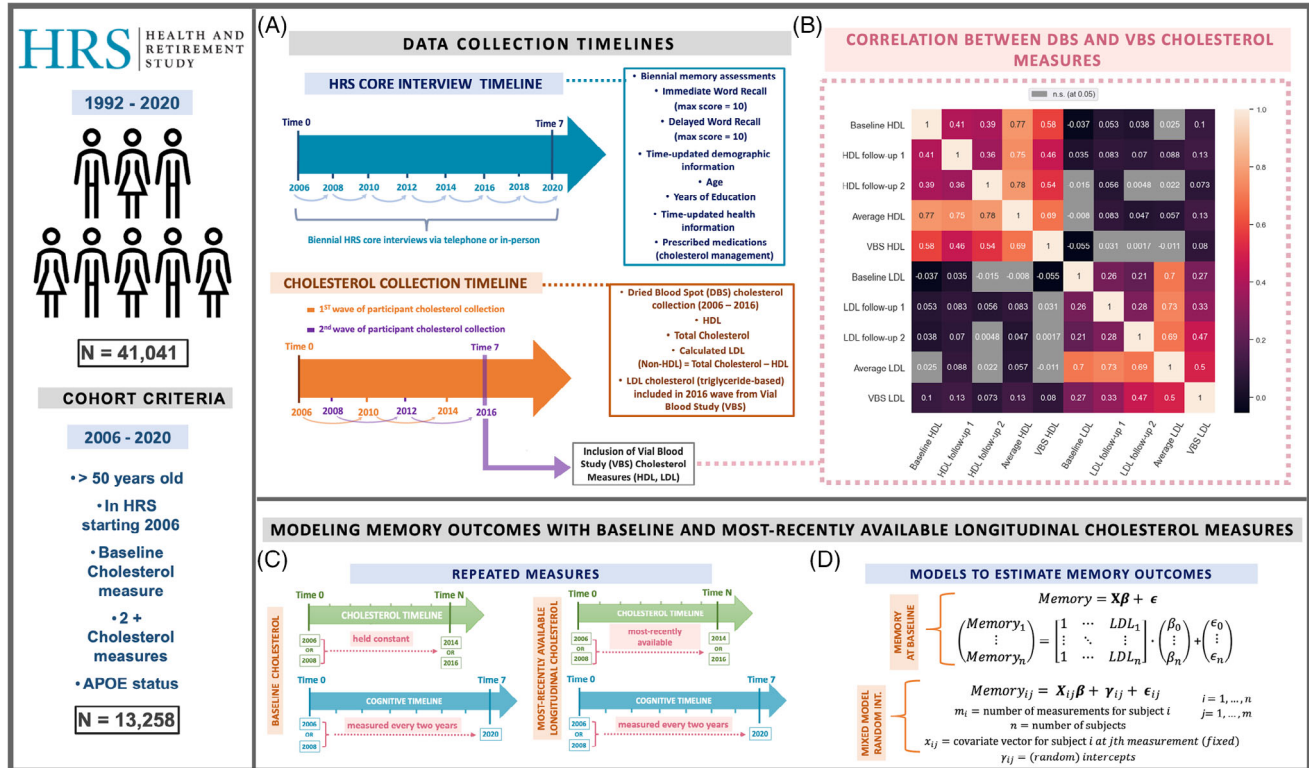 HRS
HEALTH AND
RETIREMENT
STUDY
1992 - 2020
N = 41,041
COHORT CRITERIA
2006 - 2020
• > 50 years old
• In HRS
starting 2006
• Baseline
Cholesterol
measure
• 2 +
Cholesterol
measures
• APOE status
N = 13,258
(A)
DATA COLLECTION TIMELINES
HRS CORE INTERVIEW TIMELINE
Time 0
Time 7
2006 2008 2010 2012 2014 2016 2018 2020
Biennial HRS core interviews via telephone or in-person
• Biennial memory assessments
• Immediate Word Recall
(max score = 10)
• Delayed Word Recall
(max score = 10)
• Time-updated demographic
information
• Age
• Years of Education
• Time-updated health
information
• Prescribed medications
(cholesterol management)
CHOLESTEROL COLLECTION TIMELINE
1ST wave of participant cholesterol collection
2nd wave of participant cholesterol collection
Time 0
Time 7
2006 2008 2010 2012 2014 2016
• Dried Blood Spot (DBS) cholesterol
collection (2006 – 2016)
• HDL
• Total Cholesterol
• Calculated LDL
(Non-HDL) = Total Cholesterol – HDL
• LDL cholesterol (triglyceride-based)
included in 2016 wave from Vial
Blood Study (VBS)
Inclusion of Vial Blood
Study (VBS) Cholesterol
Measures (HDL, LDL)
(B)
CORRELATION BETWEEN DBS AND VBS CHOLESTEROL
MEASURES
n.s. (at 0.05)
Baseline HDL 1 0.41 0.39 0.77 0.58 -0.037 0.053 0.038 0.025 0.1
HDL follow-up 1 0.41 1 0.36 0.75 0.46 0.035 0.083 0.07 0.088 0.13
HDL follow-up 2 0.39 0.36 1 0.78 0.54 -0.015 0.056 0.0048 0.022 0.073
Average HDL 0.77 0.75 0.78 1 0.69 -0.008 0.083 0.047 0.057 0.13
VBS HDL 0.58 0.46 0.54 0.69 1 -0.055 0.031 0.0017 -0.011 0.08
Baseline LDL -0.037 0.035 -0.015 -0.008 -0.055 1 0.26 0.21 0.7 0.27
LDL follow-up 1 0.053 0.083 0.056 0.083 0.031 0.26 1 0.28 0.73 0.33
LDL follow-up 2 0.038 0.07 0.0048 0.047 0.0017 0.21 0.28 1 0.69 0.47
Average LDL 0.025 0.088 0.022 0.057 -0.011 0.7 0.73 0.69 1 0.5
VBS LDL 0.1 0.13 0.073 0.13 0.08 0.27 0.33 0.47 0.5 1
Baseline HDL HDL follow-up 1 HDL follow-up 2 Average HDL VBS HDL Baseline LDL LDL follow-up 1 LDL follow-up 2 Average LDL VBS LDL
1.0
0.8
0.6
0.4
0.2
0.0
MODELING MEMORY OUTCOMES WITH BASELINE AND MOST-RECENTLY AVAILABLE LONGITUDINAL CHOLESTEROL MEASURES
(C)
REPEATED MEASURES
BASELINE CHOLESTEROL
Time 0
Time N
CHOLESTEROL TIMELINE
2006
OR
2008
held constant
2014
OR
2016
Time 0
Time 7
COGNITIVE TIMELINE
2006
OR
2008
measured every two years
2020
MOST-RECENTLY AVAILABLE
LONGITUDINAL CHOLESTEROL
Time 0
Time N
CHOLESTEROL TIMELINE
2006
OR
2008
most-recently
available
2014
OR
2016
Time 0
Time 7
COGNITIVE TIMELINE
2006
OR
2008
measured every two years
2020
(D)
MODELS TO ESTIMATE MEMORY OUTCOMES
MEMORY
AT BASELINE
Memory = Xβ + ϵ
(Memory₁ ⋮ Memoryₙ) = [1 ⋯ LDL₁ ⋮ ⋱ ⋮ 1 ⋯ LDLₙ] · (β₀ ⋮ βₙ) + (ϵ₀ ⋮ ϵₙ)
MIXED MODEL
RANDOM INT.
Memoryᵢⱼ = Xᵢⱼβ + γᵢⱼ + ϵᵢⱼ
i = 1, …, n
j = 1, …, m
mᵢ = number of measurements for subject i
n = number of subjects
xᵢⱼ = covariate vector for subject i at jth measurement (fixed)
γᵢⱼ = (random) intercepts